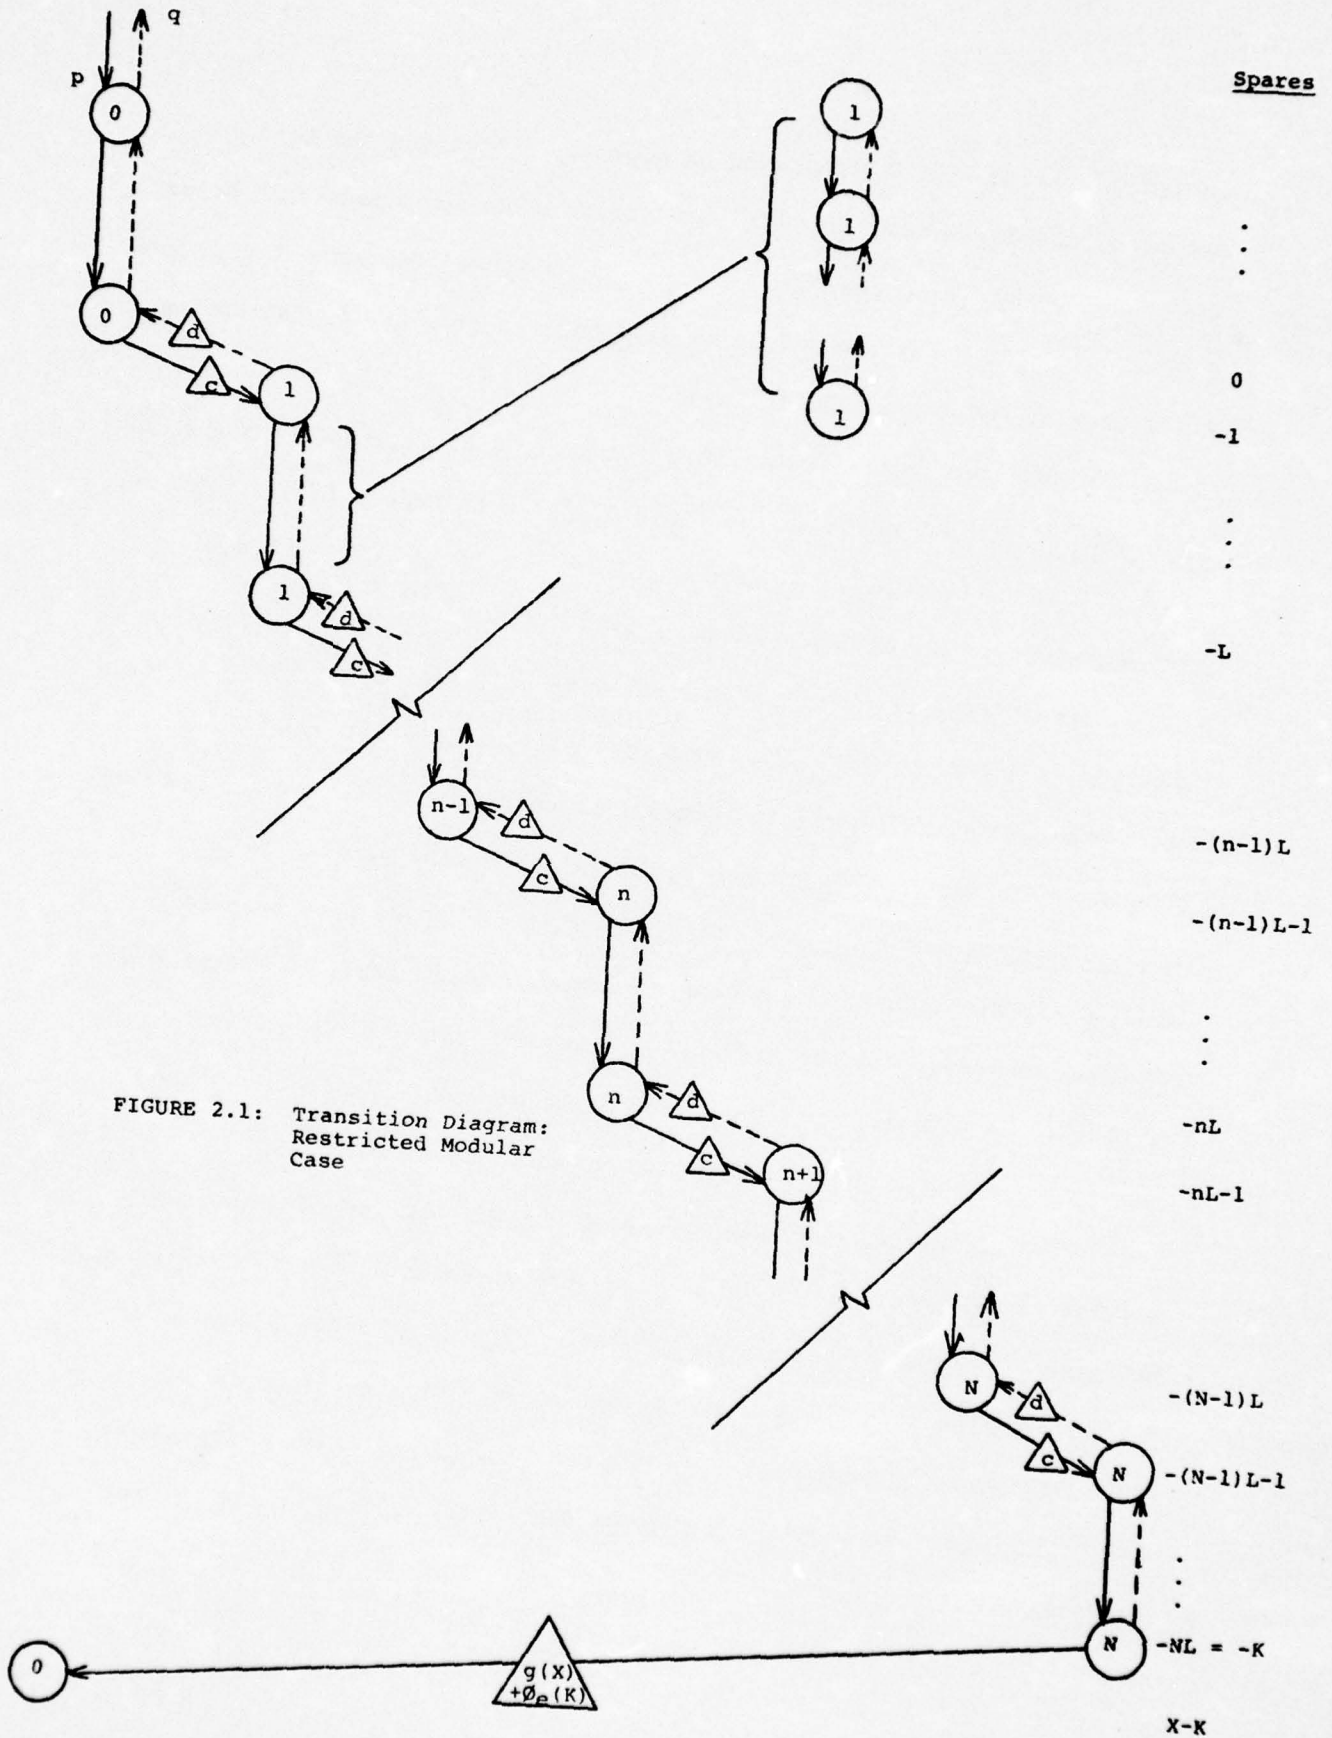 q
p
Spares
0
1
1
0
d
c
1
0
1
-1
1
d
c
-L
n-1
d
c
-(n-1)L
n
-(n-1)L-1
n
d
c
-nL
n+1
-nL-1
FIGURE 2.1: Transition Diagram:
Restricted Modular
Case
N
d
c
-(N-1)L
N
-(N-1)L-1
N
-NL = -K
0
g(X)
+Øe(K)
X-K